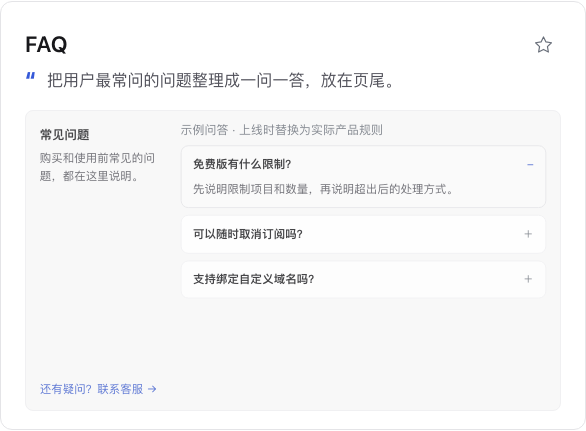 FAQ
“ 把用户最常问的问题整理成一问一答，放在页尾。
常见问题
购买和使用前常见的问
题，都在这里说明。
示例问答 · 上线时替换为实际产品规则
免费版有什么限制？ −
先说明限制项目和数量，再说明超出后的处理方式。
可以随时取消订阅吗？ +
支持绑定自定义域名吗？ +
还有疑问？联系客服 →